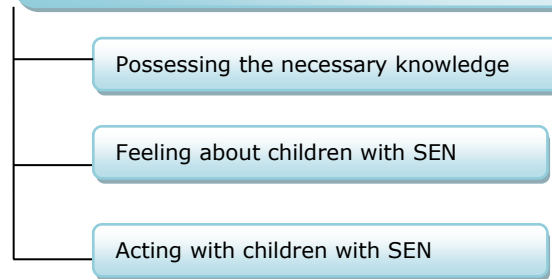 Possessing the necessary knowledge
Feeling about children with SEN
Acting with children with SEN